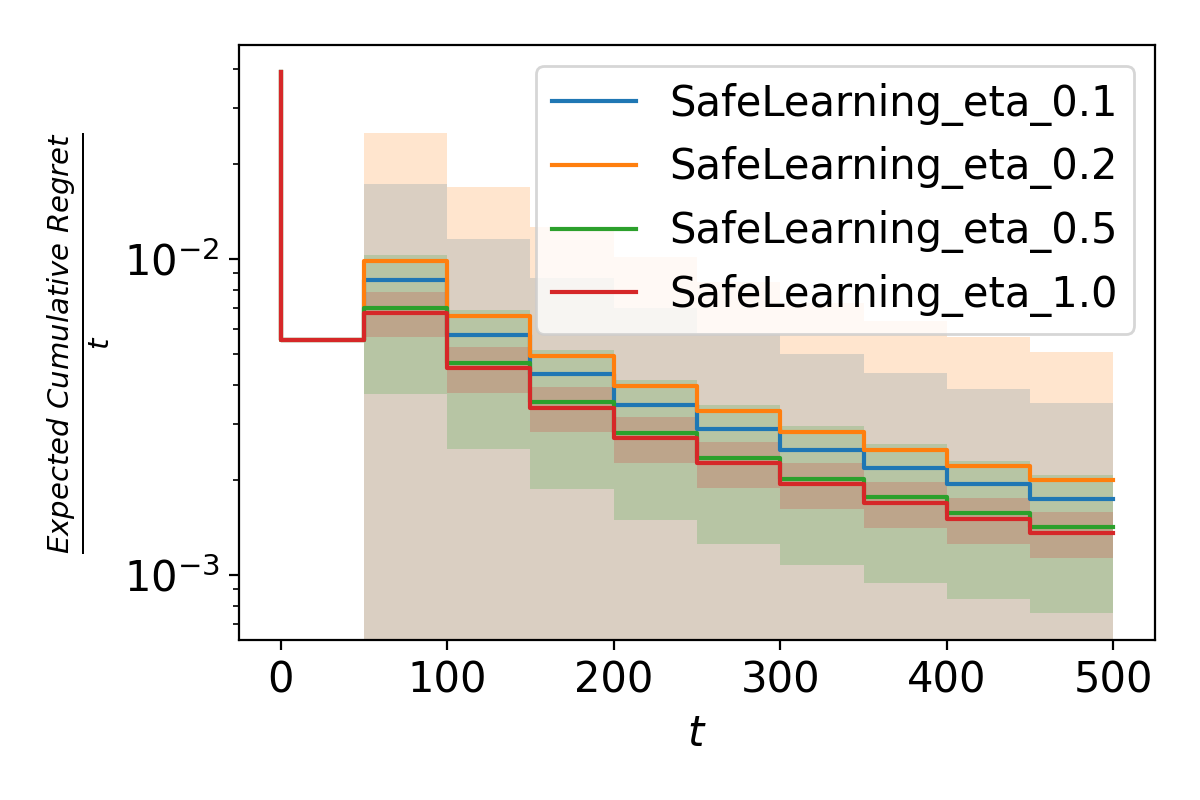 Expected Cumulative Regret
t
10⁻²
10⁻³
SafeLearning_eta_0.1
SafeLearning_eta_0.2
SafeLearning_eta_0.5
SafeLearning_eta_1.0
0 100 200 300 400 500
t